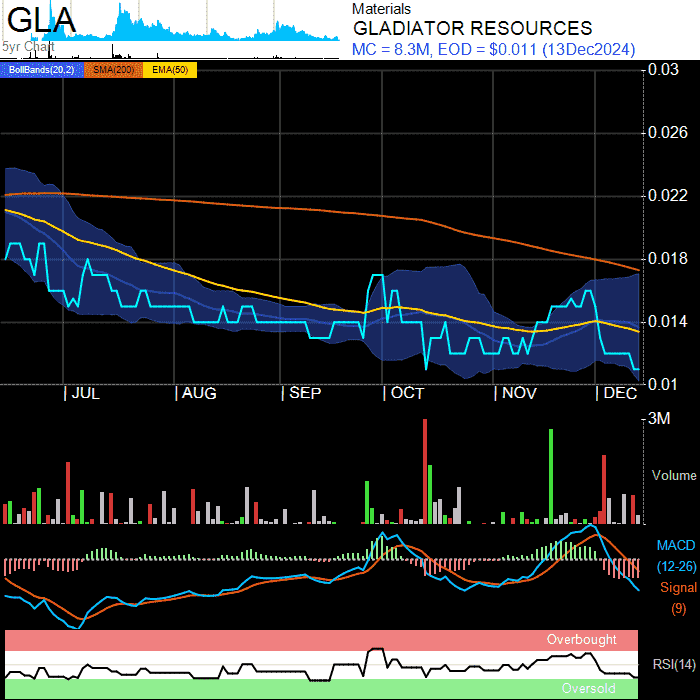 GLA
5yr Chart
Materials
GLADIATOR RESOURCES
MC = 8.3M, EOD = $0.011 (13Dec2024)
BollBands(20,2) SMA(200) EMA(50)
0.03
0.026
0.022
0.018
0.014
0.01
JUL AUG SEP OCT NOV DEC
3M
Volume
MACD
(12-26)
Signal
(9)
Overbought
RSI(14)
Oversold